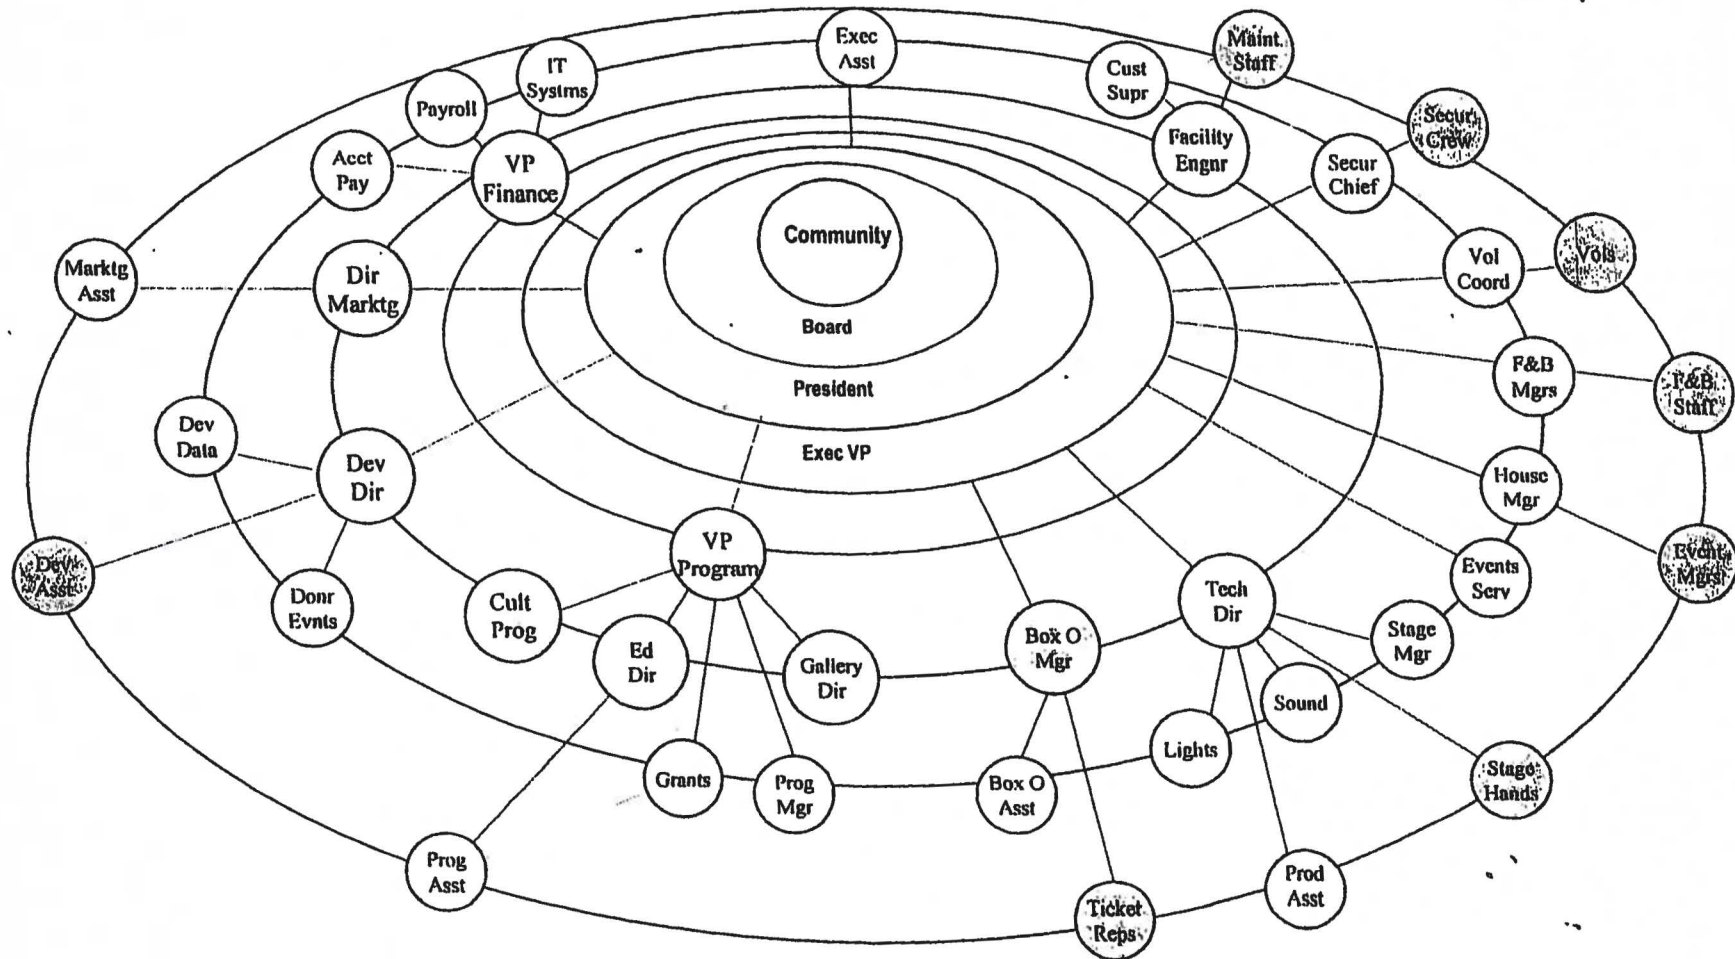 Exec
Asst
Maint.
Staff
IT
Systms
Cust
Supr
Payroll
Secur
Crew
Facility
Engnr
Acct
Pay
VP
Finance
Secur
Chief
Community
Marktg
Asst
Dir
Marktg
Vol
Coord
Vols
Board
F&B
Mgrs
F&B
Staff
President
Dev
Data
Exec VP
Dev
Dir
House
Mgr
VP
Program
Dev
Asst
Event
Mgrs
Events
Serv
Donr
Evnts
Cult
Prog
Tech
Dir
Ed
Dir
Box O
Mgr
Stage
Mgr
Gallery
Dir
Sound
Lights
Grants
Prog
Mgr
Box O
Asst
Stage
Hands
Prog
Asst
Prod
Asst
Ticket
Reps